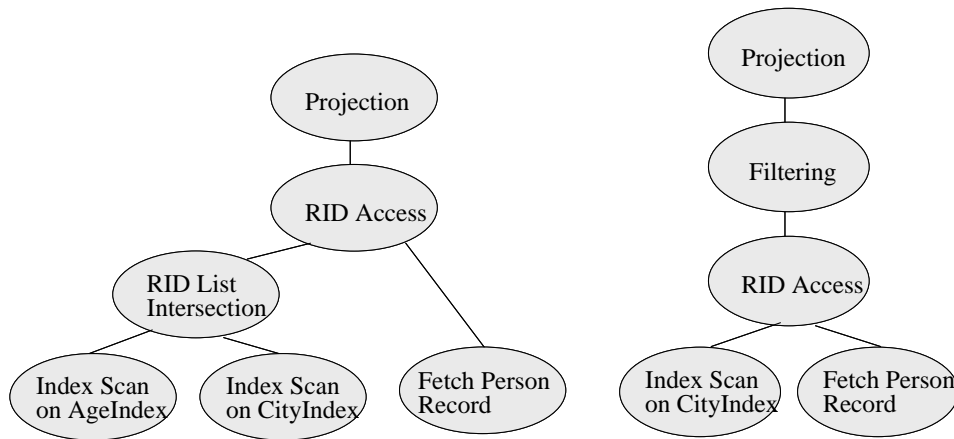 Projection
RID Access
RID List
Intersection
Index Scan
on AgeIndex
Index Scan
on CityIndex
Fetch Person
Record
Projection
Filtering
RID Access
Index Scan
on CityIndex
Fetch Person
Record